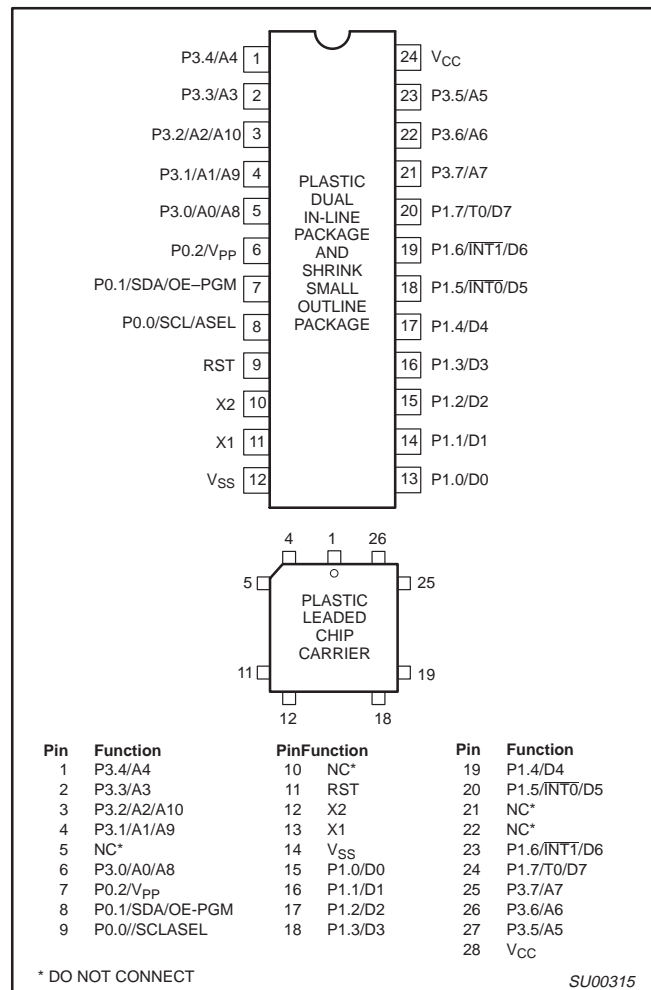 P3.4/A4 1 24 VCC
P3.3/A3 2 23 P3.5/A5
P3.2/A2/A10 3 22 P3.6/A6
P3.1/A1/A9 4 21 P3.7/A7
P3.0/A0/A8 5 20 P1.7/T0/D7
P0.2/VPP 6 19 P1.6/INT1/D6
P0.1/SDA/OE–PGM 7 18 P1.5/INT0/D5
P0.0/SCL/ASEL 8 17 P1.4/D4
RST 9 16 P1.3/D3
X2 10 15 P1.2/D2
X1 11 14 P1.1/D1
VSS 12 13 P1.0/D0
PLASTIC
DUAL
IN-LINE
PACKAGE
AND
SHRINK
SMALL
OUTLINE
PACKAGE
4 1 26
5 25
PLASTIC
LEADED
CHIP
CARRIER
11 19
12 18
Pin Function
1 P3.4/A4
2 P3.3/A3
3 P3.2/A2/A10
4 P3.1/A1/A9
5 NC*
6 P3.0/A0/A8
7 P0.2/VPP
8 P0.1/SDA/OE-PGM
9 P0.0//SCLASEL
PinFunction
10 NC*
11 RST
12 X2
13 X1
14 VSS
15 P1.0/D0
16 P1.1/D1
17 P1.2/D2
18 P1.3/D3
Pin Function
19 P1.4/D4
20 P1.5/INT0/D5
21 NC*
22 NC*
23 P1.6/INT1/D6
24 P1.7/T0/D7
25 P3.7/A7
26 P3.6/A6
27 P3.5/A5
28 VCC
* DO NOT CONNECT
SU00315